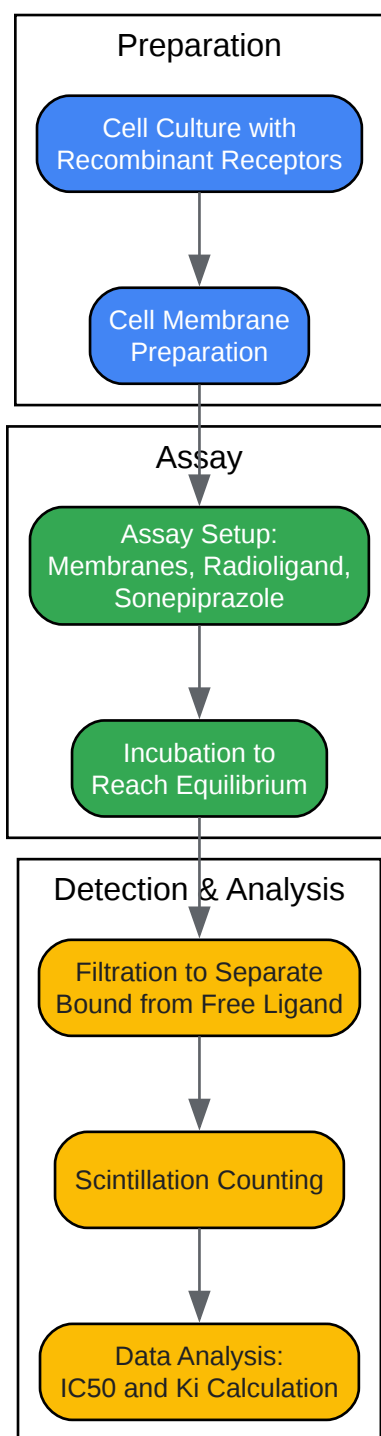 Preparation
Cell Culture with
Recombinant Receptors
Cell Membrane
Preparation
Assay
Assay Setup:
Membranes, Radioligand,
Sonepiprazole
Incubation to
Reach Equilibrium
Detection & Analysis
Filtration to Separate
Bound from Free Ligand
Scintillation Counting
Data Analysis:
IC50 and Ki Calculation